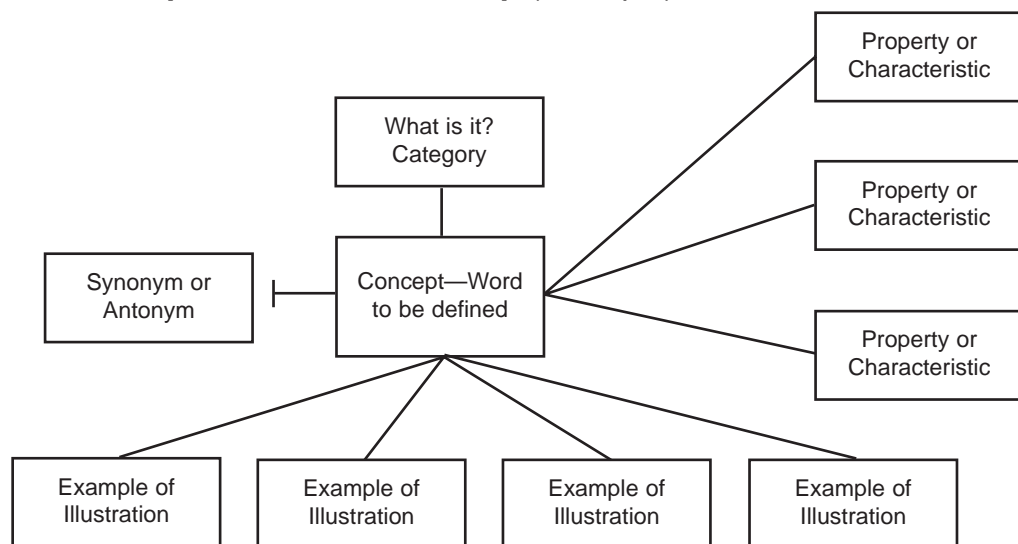 Property or
Characteristic
What is it?
Category
Property or
Characteristic
Synonym or
Antonym
Concept—Word
to be defined
Property or
Characteristic
Example of
Illustration
Example of
Illustration
Example of
Illustration
Example of
Illustration